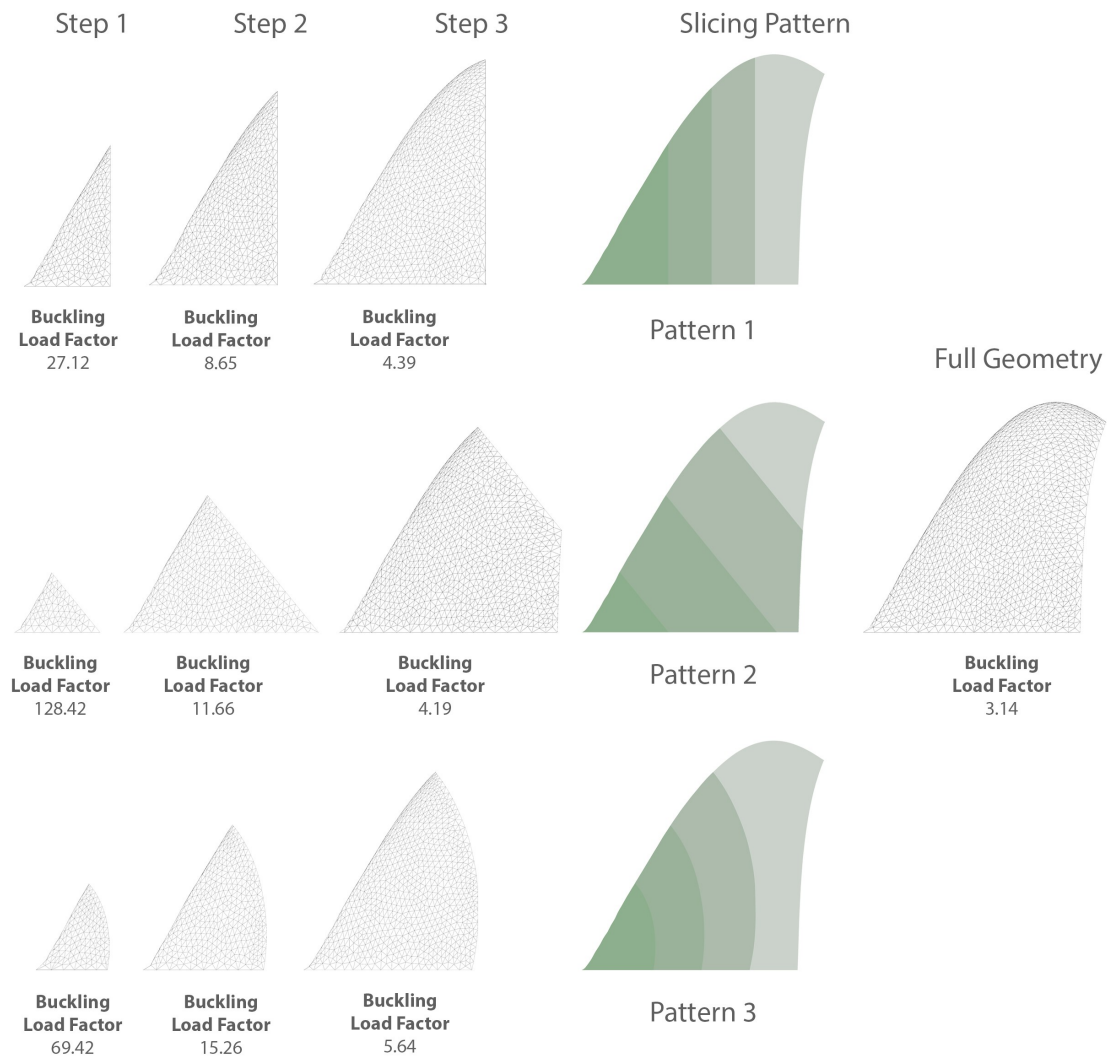 Step 1
Step 2
Step 3
Slicing Pattern
Buckling
Load Factor
27.12
Buckling
Load Factor
8.65
Buckling
Load Factor
4.39
Pattern 1
Full Geometry
Buckling
Load Factor
128.42
Buckling
Load Factor
11.66
Buckling
Load Factor
4.19
Pattern 2
Buckling
Load Factor
3.14
Buckling
Load Factor
69.42
Buckling
Load Factor
15.26
Buckling
Load Factor
5.64
Pattern 3